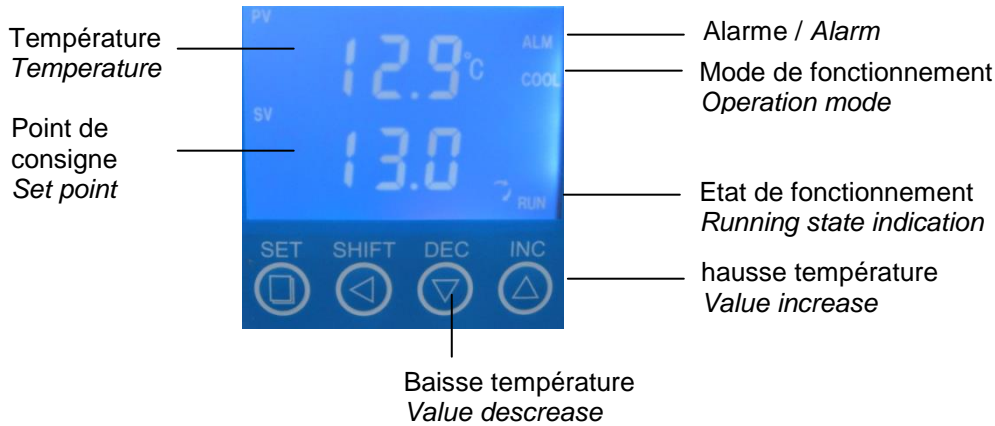 Température
Temperature
Point de
consigne
Set point
PV
12.9°C
ALM
COOL
SV
13.0
RUN
SET SHIFT DEC INC
Alarme / Alarm
Mode de fonctionnement
Operation mode
Etat de fonctionnement
Running state indication
hausse température
Value increase
Baisse température
Value descrease